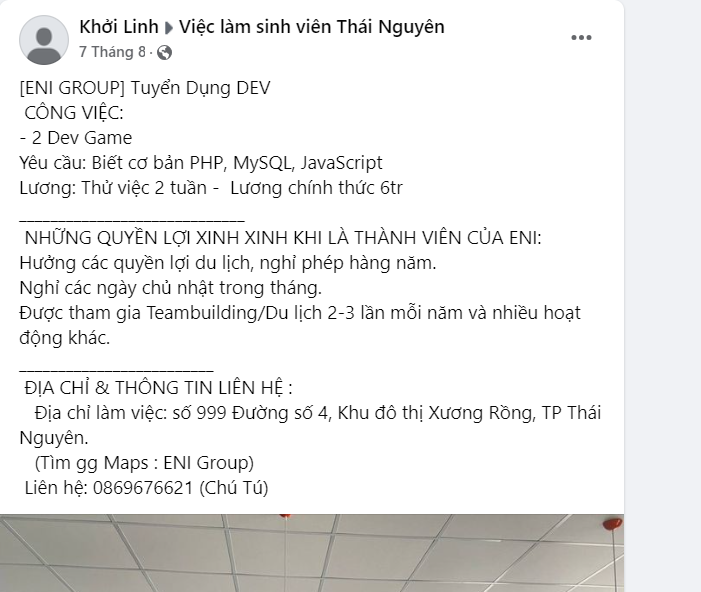 Khởi Linh ▸ Việc làm sinh viên Thái Nguyên
7 Tháng 8 ·
[ENI GROUP] Tuyển Dụng DEV
CÔNG VIỆC:
- 2 Dev Game
Yêu cầu: Biết cơ bản PHP, MySQL, JavaScript
Lương: Thử việc 2 tuần - Lương chính thức 6tr
__________________________
NHỮNG QUYỀN LỢI XINH XINH KHI LÀ THÀNH VIÊN CỦA ENI:
Hưởng các quyền lợi du lịch, nghỉ phép hàng năm.
Nghỉ các ngày chủ nhật trong tháng.
Được tham gia Teambuilding/Du lịch 2-3 lần mỗi năm và nhiều hoạt
động khác.
_________________________
ĐỊA CHỈ & THÔNG TIN LIÊN HỆ :
Địa chỉ làm việc: số 999 Đường số 4, Khu đô thị Xương Rồng, TP Thái
Nguyên.
(Tìm gg Maps : ENI Group)
Liên hệ: 0869676621 (Chú Tú)